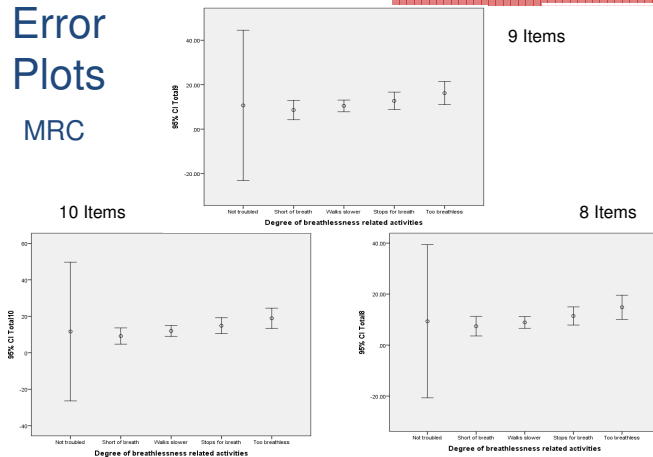 Error
Plots
MRC
9 Items
95% CI Total9
40.00
20.00
.00
-20.00
Not troubled Short of breath Walks slower Stops for breath Too breathless
Degree of breathlessness related activities
10 Items
95% CI Total10
60
40
20
0
-20
-40
Not troubled Short of breath Walks slower Stops for breath Too breathless
Degree of breathlessness related activities
8 Items
95% CI Total8
40.00
20.00
.00
-20.00
Not troubled Short of breath Walks slower Stops for breath Too breathless
Degree of breathlessness related activities